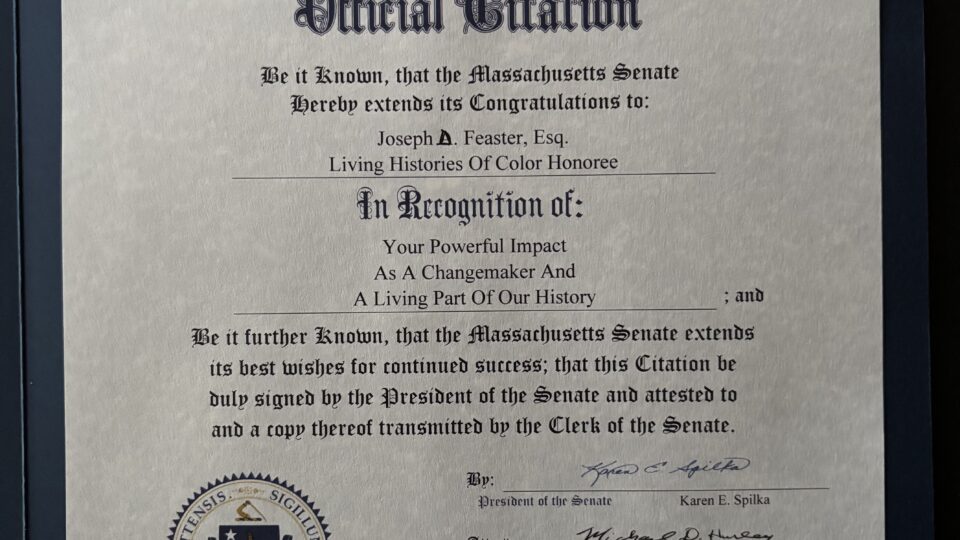 Official Citation
Be it Known, that the Massachusetts Senate
Hereby extends its Congratulations to:
Joseph D. Feaster, Esq.
Living Histories Of Color Honoree
In Recognition of:
Your Powerful Impact
As A Changemaker And
A Living Part Of Our History ; and
Be it further Known, that the Massachusetts Senate extends
its best wishes for continued success; that this Citation be
duly signed by the President of the Senate and attested to
and a copy thereof transmitted by the Clerk of the Senate.
By: Karen E Spilka
President of the Senate Karen E. Spilka
Michael D. Hurley
SIGILLUM